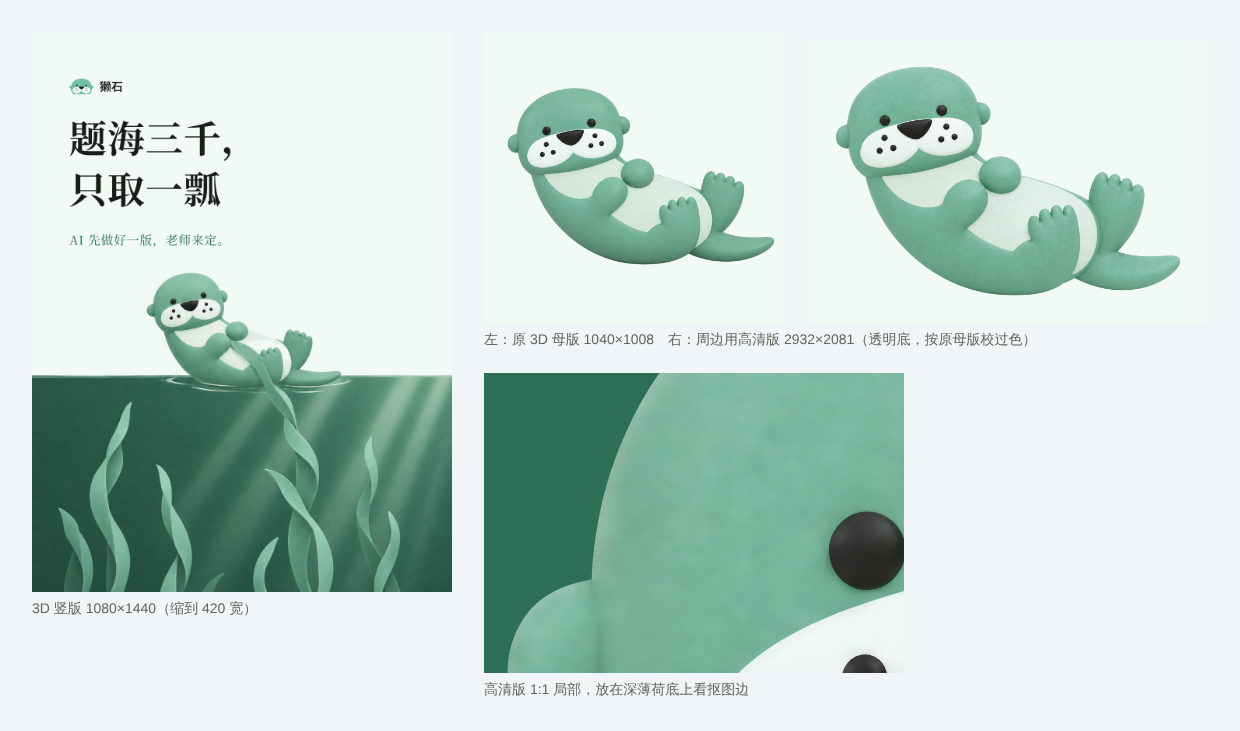 獭石
题海三千，
只取一瓢
AI 先做好一版，老师来定。
3D 竖版 1080×1440（缩到 420 宽）
左：原 3D 母版 1040×1008 右：周边用高清版 2932×2081（透明底，按原母版校过色）
高清版 1:1 局部，放在深薄荷底上看抠图边